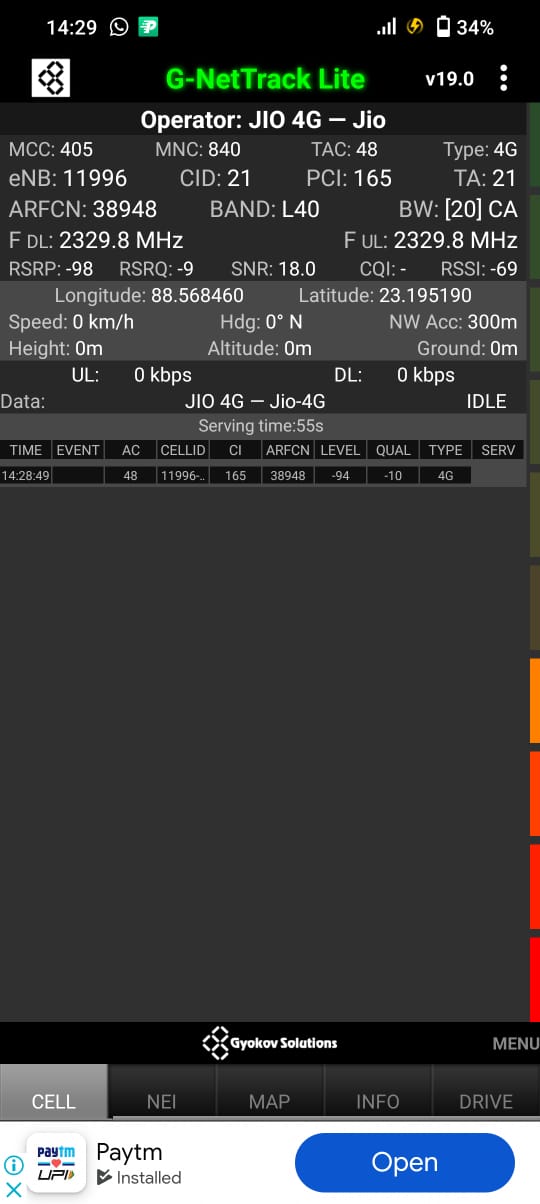 14:29 34%
G-NetTrack Lite v19.0
Operator: JIO 4G — Jio
MCC: 405 MNC: 840 TAC: 48 Type: 4G
eNB: 11996 CID: 21 PCI: 165 TA: 21
ARFCN: 38948 BAND: L40 BW: [20] CA
F DL: 2329.8 MHz F UL: 2329.8 MHz
RSRP: -98 RSRQ: -9 SNR: 18.0 CQI: - RSSI: -69
Longitude: 88.568460 Latitude: 23.195190
Speed: 0 km/h Hdg: 0° N NW Acc: 300m
Height: 0m Altitude: 0m Ground: 0m
UL: 0 kbps DL: 0 kbps
Data: JIO 4G — Jio-4G IDLE
Serving time:55s
TIME EVENT AC CELLID CI ARFCN LEVEL QUAL TYPE SERV
14:28:49 48 11996-.. 165 38948 -94 -10 4G
Gyokov Solutions MENU
CELL NEI MAP INFO DRIVE
paytm UPI Paytm Open
Installed